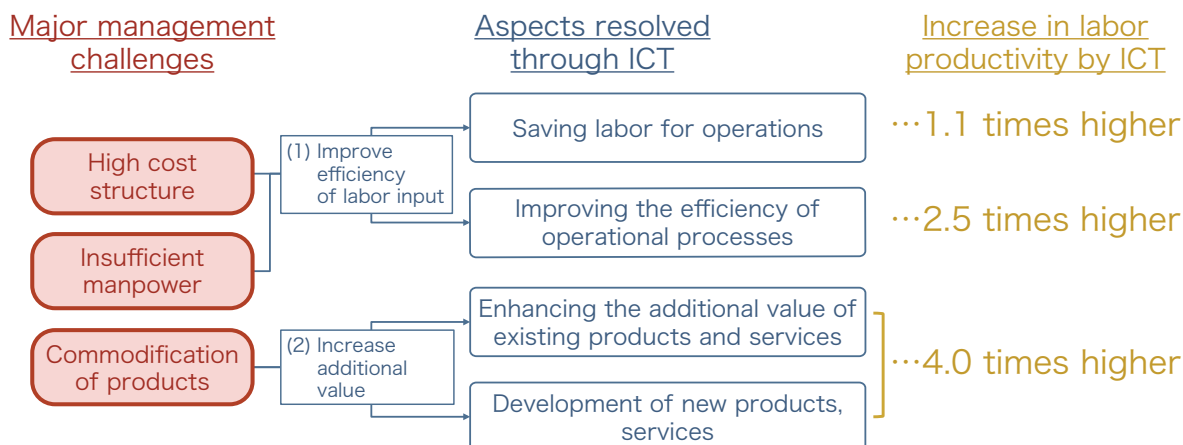 Major management
challenges
Aspects resolved
through ICT
Increase in labor
productivity by ICT
High cost
structure
Insufficient
manpower
Commodification
of products
(1) Improve
efficiency
of labor input
(2) Increase
additional
value
Saving labor for operations
Improving the efficiency of
operational processes
Enhancing the additional value of
existing products and services
Development of new products,
services
…1.1 times higher
…2.5 times higher
…4.0 times higher